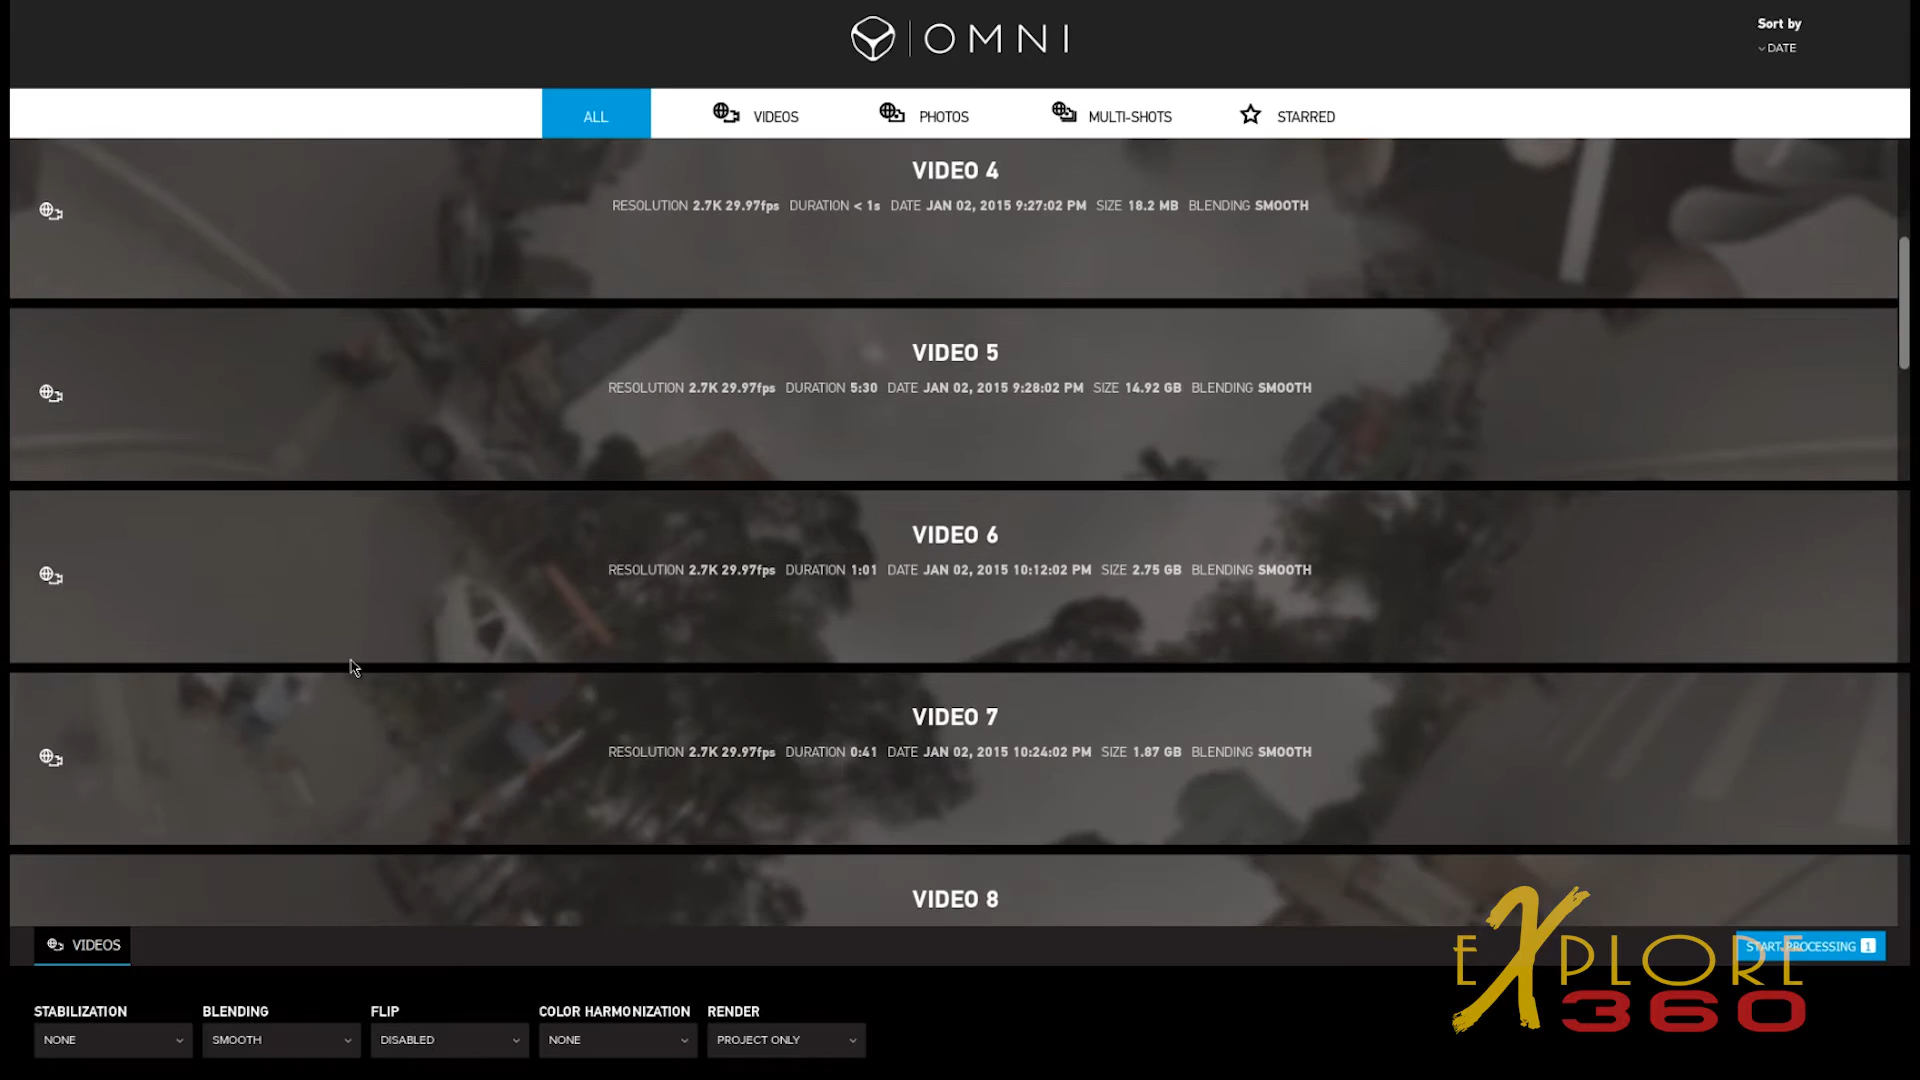 OMNI
Sort by
DATE
ALL
VIDEOS
PHOTOS
MULTI-SHOTS
STARRED
VIDEO 4
RESOLUTION 2.7K 29.97fps DURATION < 1s DATE JAN 02, 2015 9:27:02 PM SIZE 18.2 MB BLENDING SMOOTH
VIDEO 5
RESOLUTION 2.7K 29.97fps DURATION 5:30 DATE JAN 02, 2015 9:28:02 PM SIZE 14.92 GB BLENDING SMOOTH
VIDEO 6
RESOLUTION 2.7K 29.97fps DURATION 1:01 DATE JAN 02, 2015 10:12:02 PM SIZE 2.75 GB BLENDING SMOOTH
VIDEO 7
RESOLUTION 2.7K 29.97fps DURATION 0:41 DATE JAN 02, 2015 10:24:02 PM SIZE 1.87 GB BLENDING SMOOTH
VIDEO 8
VIDEOS
START PROCESSING 1
EXPLORE
360
STABILIZATION BLENDING FLIP COLOR HARMONIZATION RENDER
NONE SMOOTH DISABLED NONE PROJECT ONLY